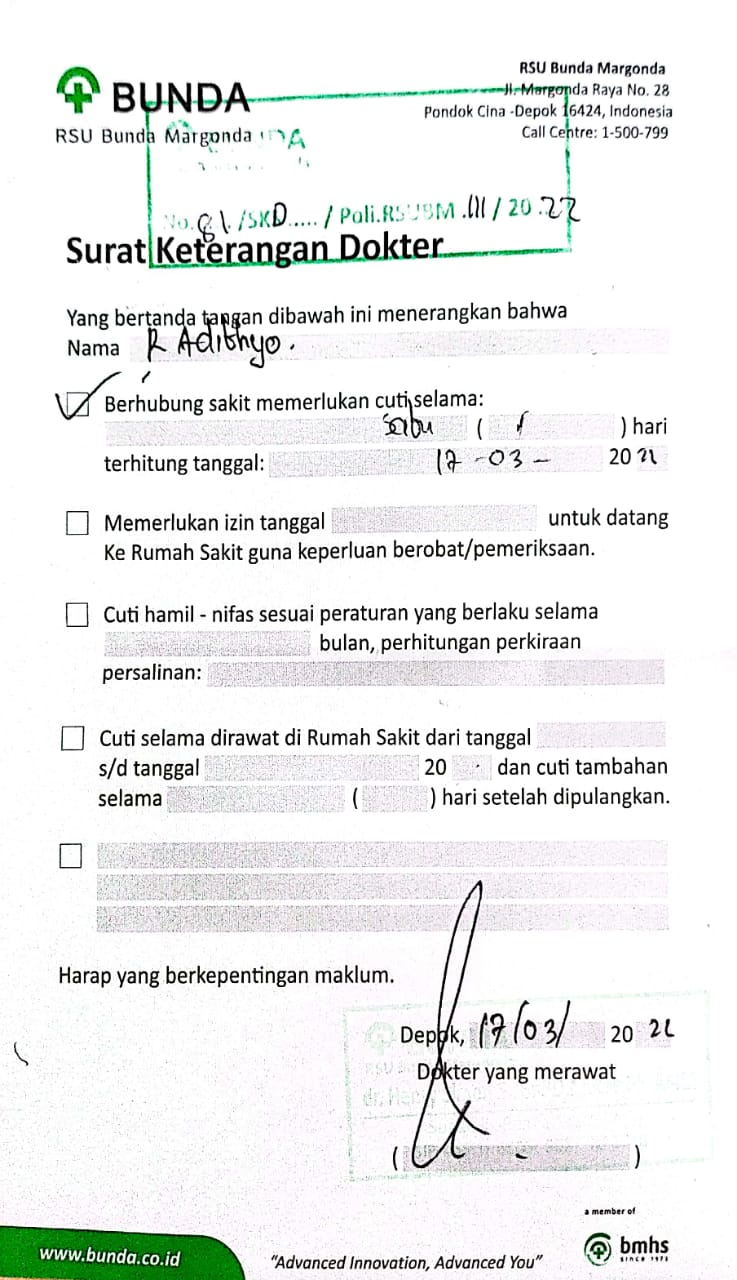 BUNDA
RSU Bunda Margonda
RSU Bunda Margonda
Jl. Margonda Raya No. 28
Pondok Cina -Depok 16424, Indonesia
Call Centre: 1-500-799
No. 81 /SKD..... / Poli.RSUBM .III / 20 .22
Surat Keterangan Dokter
Yang bertanda tangan dibawah ini menerangkan bahwa
Nama R Adithyo.
Berhubung sakit memerlukan cuti selama:
Satu ( 1 ) hari
terhitung tanggal: 17 -03 - 20 22
Memerlukan izin tanggal untuk datang
Ke Rumah Sakit guna keperluan berobat/pemeriksaan.
Cuti hamil - nifas sesuai peraturan yang berlaku selama
bulan, perhitungan perkiraan
persalinan:
Cuti selama dirawat di Rumah Sakit dari tanggal
s/d tanggal 20 dan cuti tambahan
selama ( ) hari setelah dipulangkan.
Harap yang berkepentingan maklum.
Depok, 17/03/ 20 22
Dokter yang merawat
( )
www.bunda.co.id
"Advanced Innovation, Advanced You"
a member of
bmhs
SINCE 1973